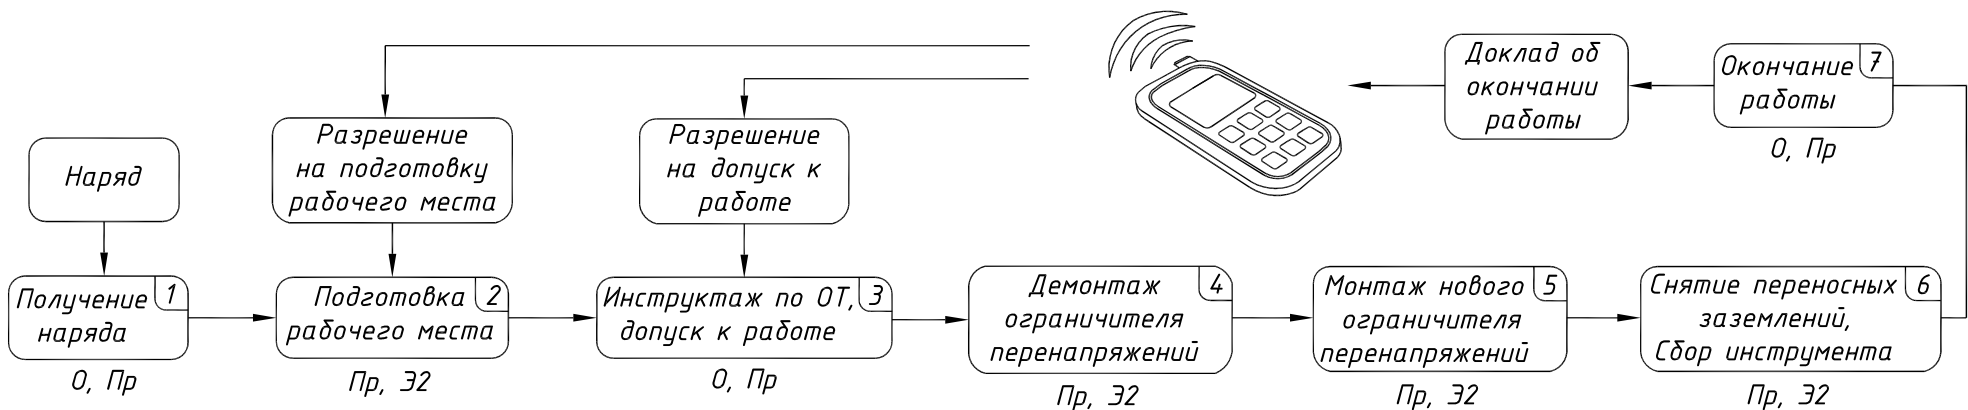 Наряд
Разрешение
на подготовку
рабочего места
Разрешение
на допуск к
работе
Доклад об
окончании
работы
Окончание 7
работы
О, Пр
Получение 1
наряда
О, Пр
Подготовка 2
рабочего места
Пр, Э2
Инструктаж по ОТ, 3
допуск к работе
О, Пр
Демонтаж 4
ограничителя
перенапряжений
Пр, Э2
Монтаж нового 5
ограничителя
перенапряжений
Пр, Э2
Снятие переносных 6
заземлений,
Сбор инструмента
Пр, Э2